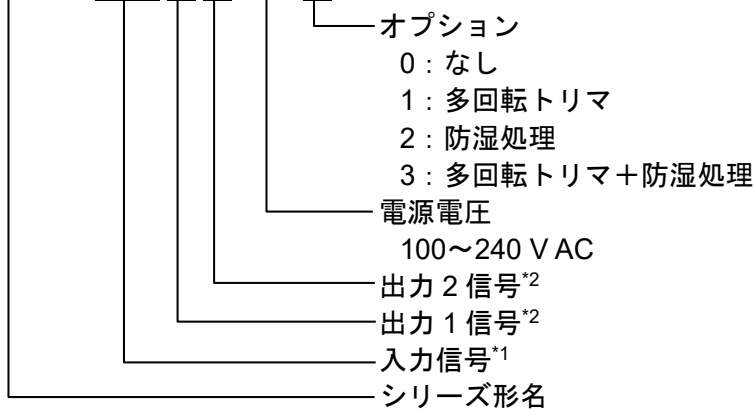 オプション
0：なし
1：多回転トリマ
2：防湿処理
3：多回転トリマ＋防湿処理
電源電圧
100～240 V AC
出力 2 信号*2
出力 1 信号*2
入力信号*1
シリーズ形名